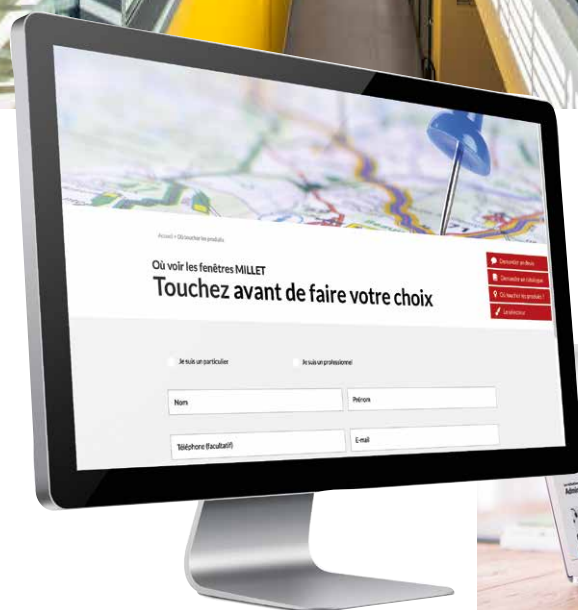 Accueil > Où toucher les produits
Où voir les fenêtres MILLET
Touchez avant de faire votre choix
Demander un devis
Demander un catalogue
Où toucher les produits ?
Je suis un particulier
Je suis un professionnel
Nom
Prénom
Téléphone (facultatif)
E-mail